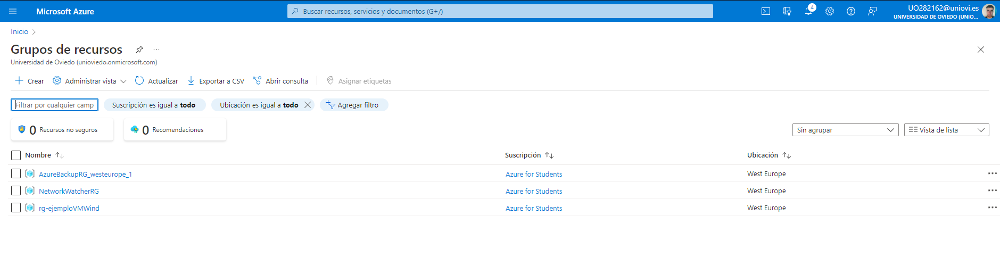 Microsoft Azure
Buscar recursos, servicios y documentos (G+/)
4
UO282162@uniovi.es
UNIVERSIDAD DE OVIEDO (UNIO...
Inicio
Grupos de recursos
Universidad de Oviedo (unioviedo.onmicrosoft.com)
Crear
Administrar vista
Actualizar
Exportar a CSV
Abrir consulta
Asignar etiquetas
Filtrar por cualquier camp
Suscripción es igual a todo
Ubicación es igual a todo
Agregar filtro
0 Recursos no seguros
0 Recomendaciones
Sin agrupar
Vista de lista
Nombre Suscripción Ubicación
AzureBackupRG_westeurope_1 Azure for Students West Europe
NetworkWatcherRG Azure for Students West Europe
rg-ejemploVMWind Azure for Students West Europe